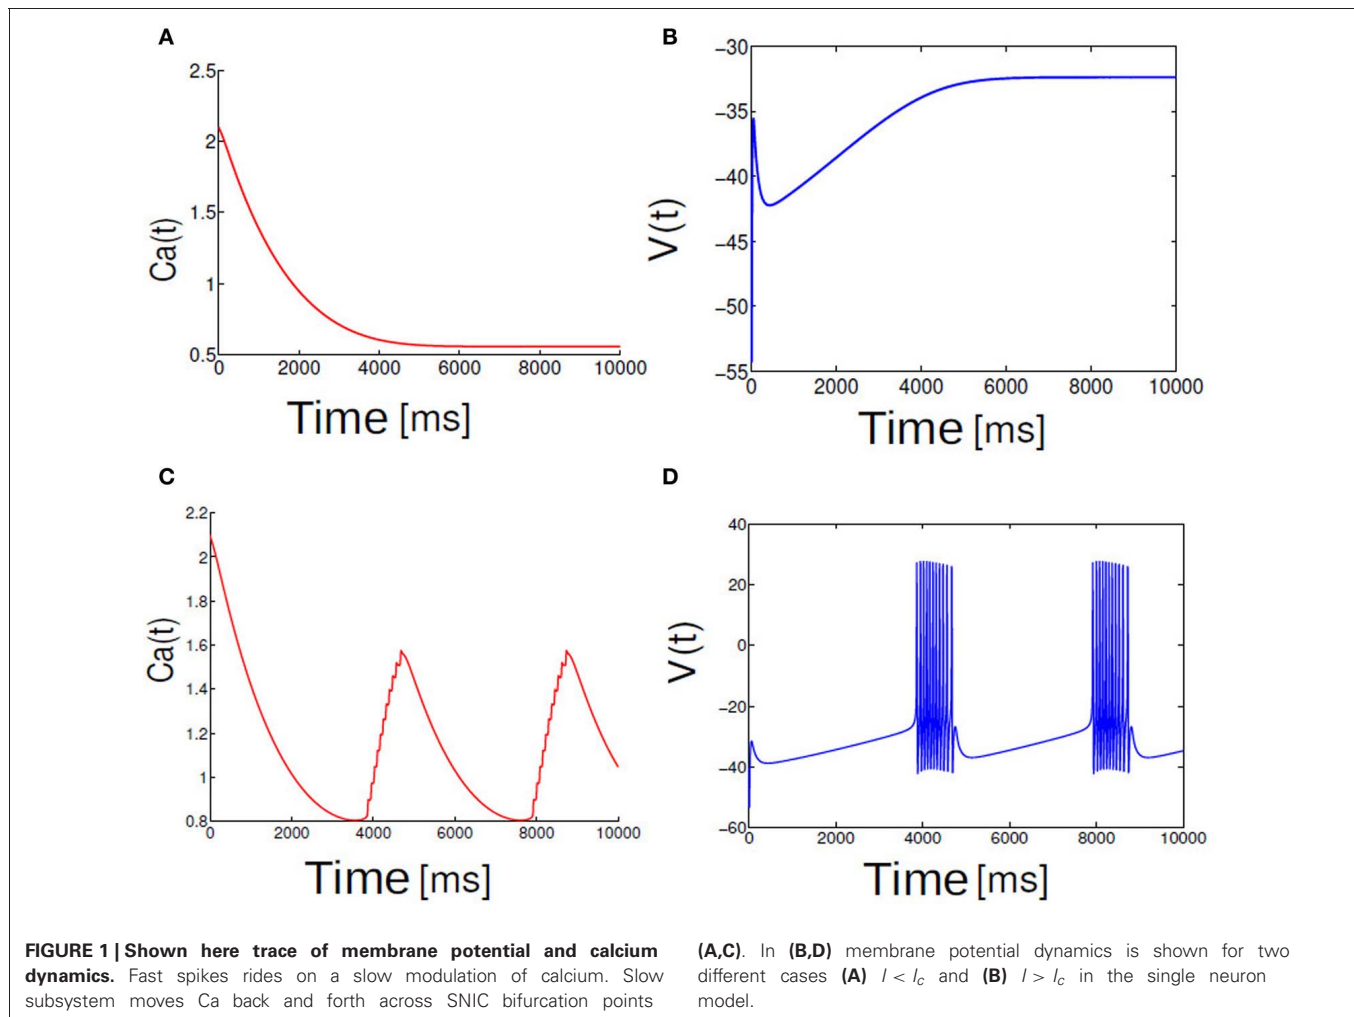 A
2.5
2
1.5
1
0.5
0 2000 4000 6000 8000 10000
Ca(t)
Time [ms]
B
−30
−35
−40
−45
−50
−55
0 2000 4000 6000 8000 10000
V(t)
Time [ms]
C
2.2
2
1.8
1.6
1.4
1.2
1
0.8
0 2000 4000 6000 8000 10000
Ca(t)
Time [ms]
D
40
20
0
−20
−40
−60
0 2000 4000 6000 8000 10000
V(t)
Time [ms]
FIGURE 1 | Shown here trace of membrane potential and calcium
dynamics. Fast spikes rides on a slow modulation of calcium. Slow
subsystem moves Ca back and forth across SNIC bifurcation points
(A,C). In (B,D) membrane potential dynamics is shown for two
different cases (A) I < Ic and (B) I > Ic in the single neuron
model.